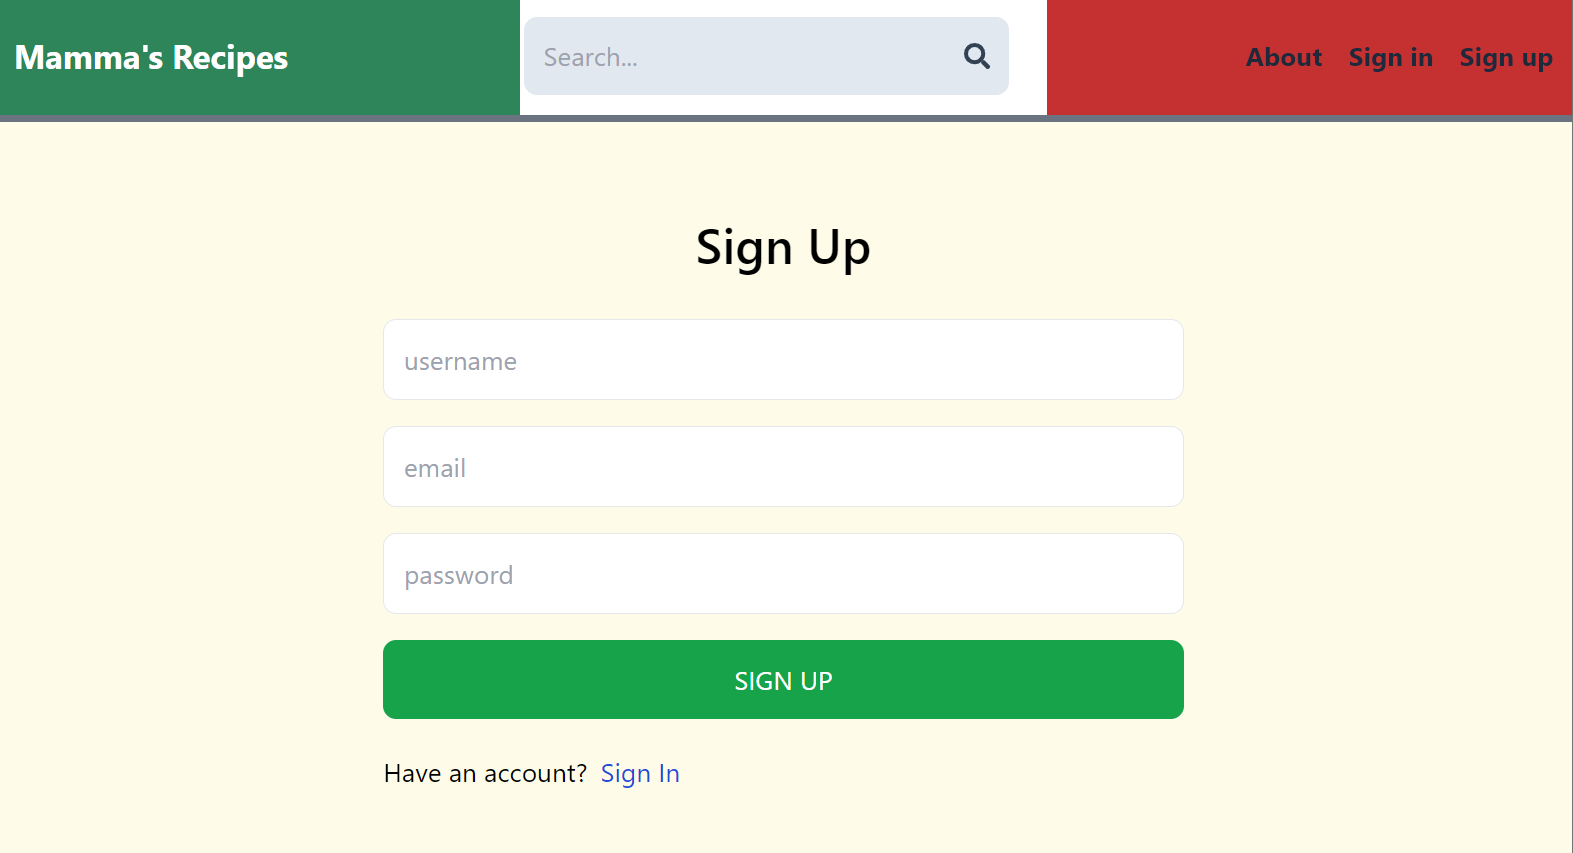 Mamma's Recipes
Search...
About Sign in Sign up
Sign Up
username
email
password
SIGN UP
Have an account? Sign In